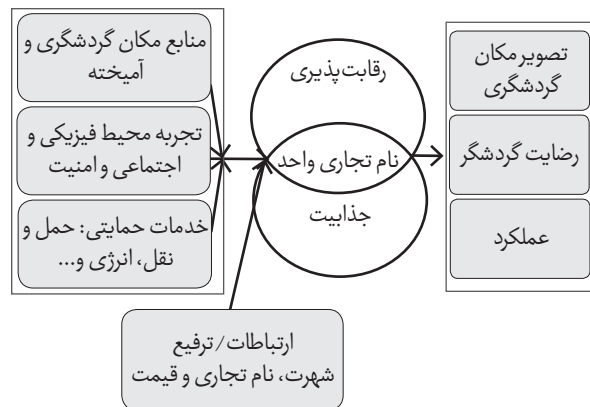 منابع مکان گردشگری و
آمیخته
تجربه محیط فیزیکی و
اجتماعی و امنیت
خدمات حمایتی: حمل و
نقل، انرژی و...
رقابت‌پذیری
نام تجاری واحد
جذابیت
تصویر مکان
گردشگری
رضایت گردشگر
عملکرد
ارتباطات/ترفیع
شهرت، نام تجاری و قیمت